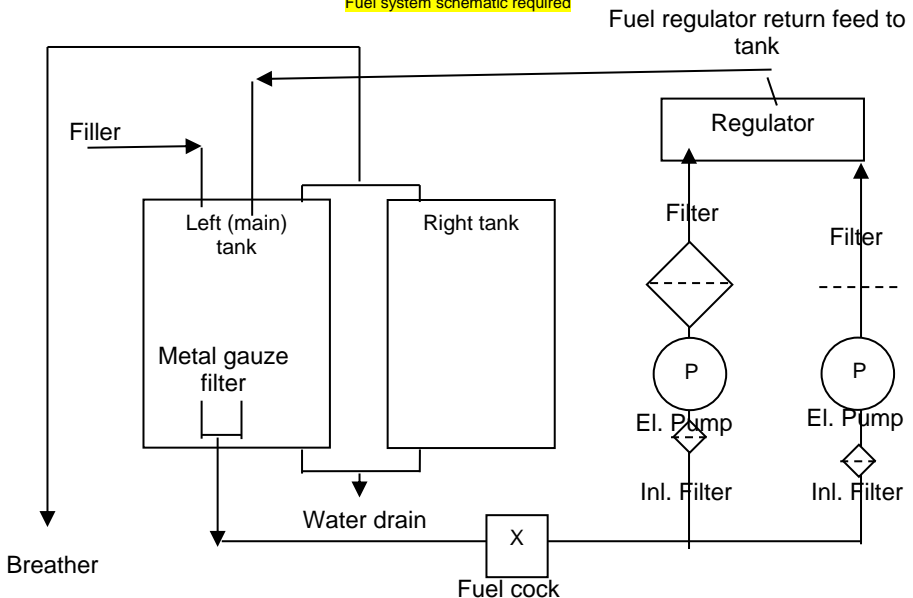 Fuel system schematic required
Fuel regulator return feed to
tank
Filler
Regulator
Left (main)
tank
Right tank
Filter
Filter
Metal gauze
filter
P
P
El. Pump
El. Pump
Inl. Filter
Inl. Filter
Water drain
X
Breather
Fuel cock